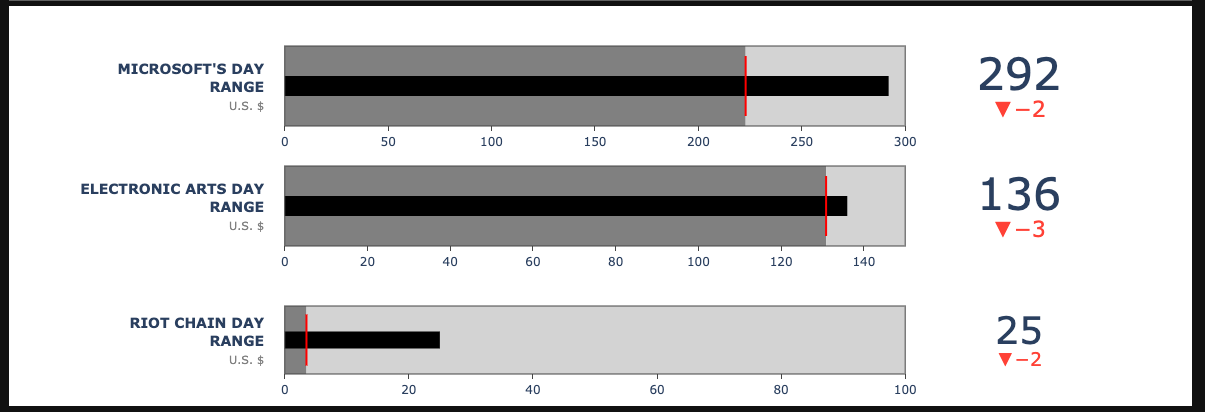 MICROSOFT'S DAY
RANGE
U.S. $
0 50 100 150 200 250 300
292
▼−2
ELECTRONIC ARTS DAY
RANGE
U.S. $
0 20 40 60 80 100 120 140
136
▼−3
RIOT CHAIN DAY
RANGE
U.S. $
0 20 40 60 80 100
25
▼−2